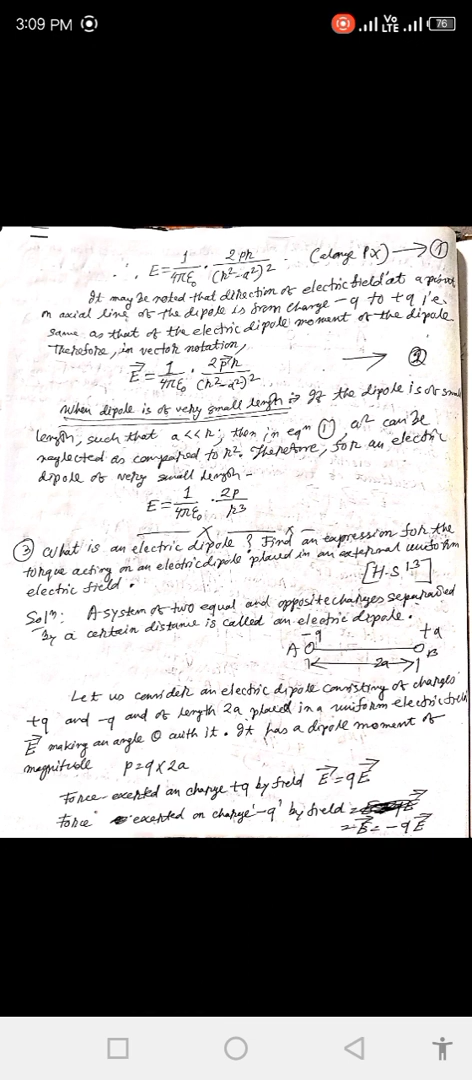 3:09 PM
Vo
LTE
76
∴ E = 1/4πε₀ · 2pr/(r²-a²)² (along PX) → ①
It may be noted that direction of electric field at a point
on axial line of the dipole is from charge -q to +q i'e
same as that of the electric dipole moment of the dipole
Therefore, in vector notation,
E⃗ = 1/4πε₀ · 2p⃗r/(r²-a²)² → ②
When dipole is of very small length ⇒ If the dipole is of small
length, such that a << r; then in eqⁿ ①, a² can be
neglected as compared to r². Therefore, for an electric
dipole of very small length -
E = 1/4πε₀ · 2p/r3
③ What is an electric dipole? Find an expression for the
torque acting on an electric dipole placed in an external uniform
electric field. [H.S'13]
Solⁿ: A system of two equal and opposite charges separated
by a certain distance is called an electric dipole.
-q +q
A B
2a
Let us consider an electric dipole consisting of charges
+q and -q and of length 2a placed in a uniform electric field
E⃗ making an angle θ with it. It has a dipole moment of
magnitude p = q × 2a
Force exerted on charge +q by field E⃗ = qE⃗
Force exerted on charge '-q' by field =
= E⃗ = -qE⃗